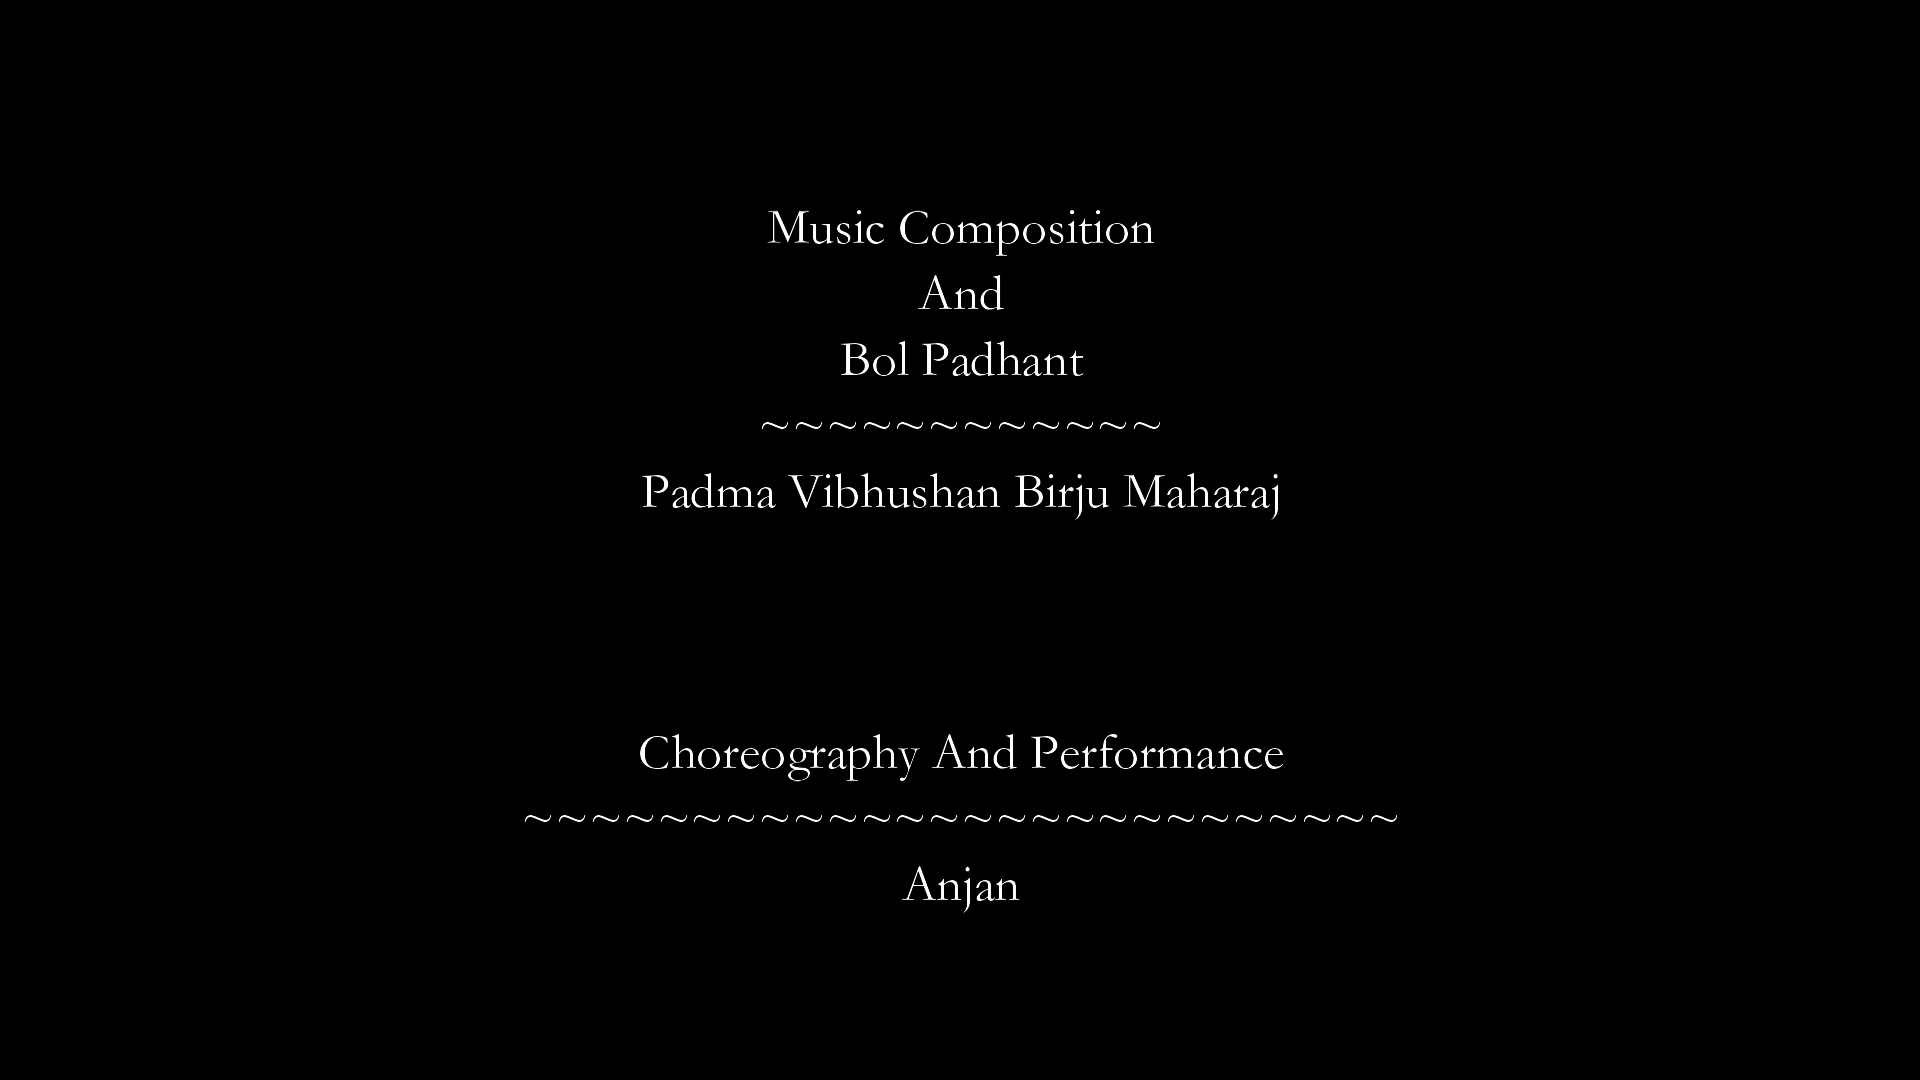 Music Composition
And
Bol Padhant
~~~~~~~~~~~~
Padma Vibhushan Birju Maharaj
Choreography And Performance
~~~~~~~~~~~~~~~~~~~~~~~~~~
Anjan